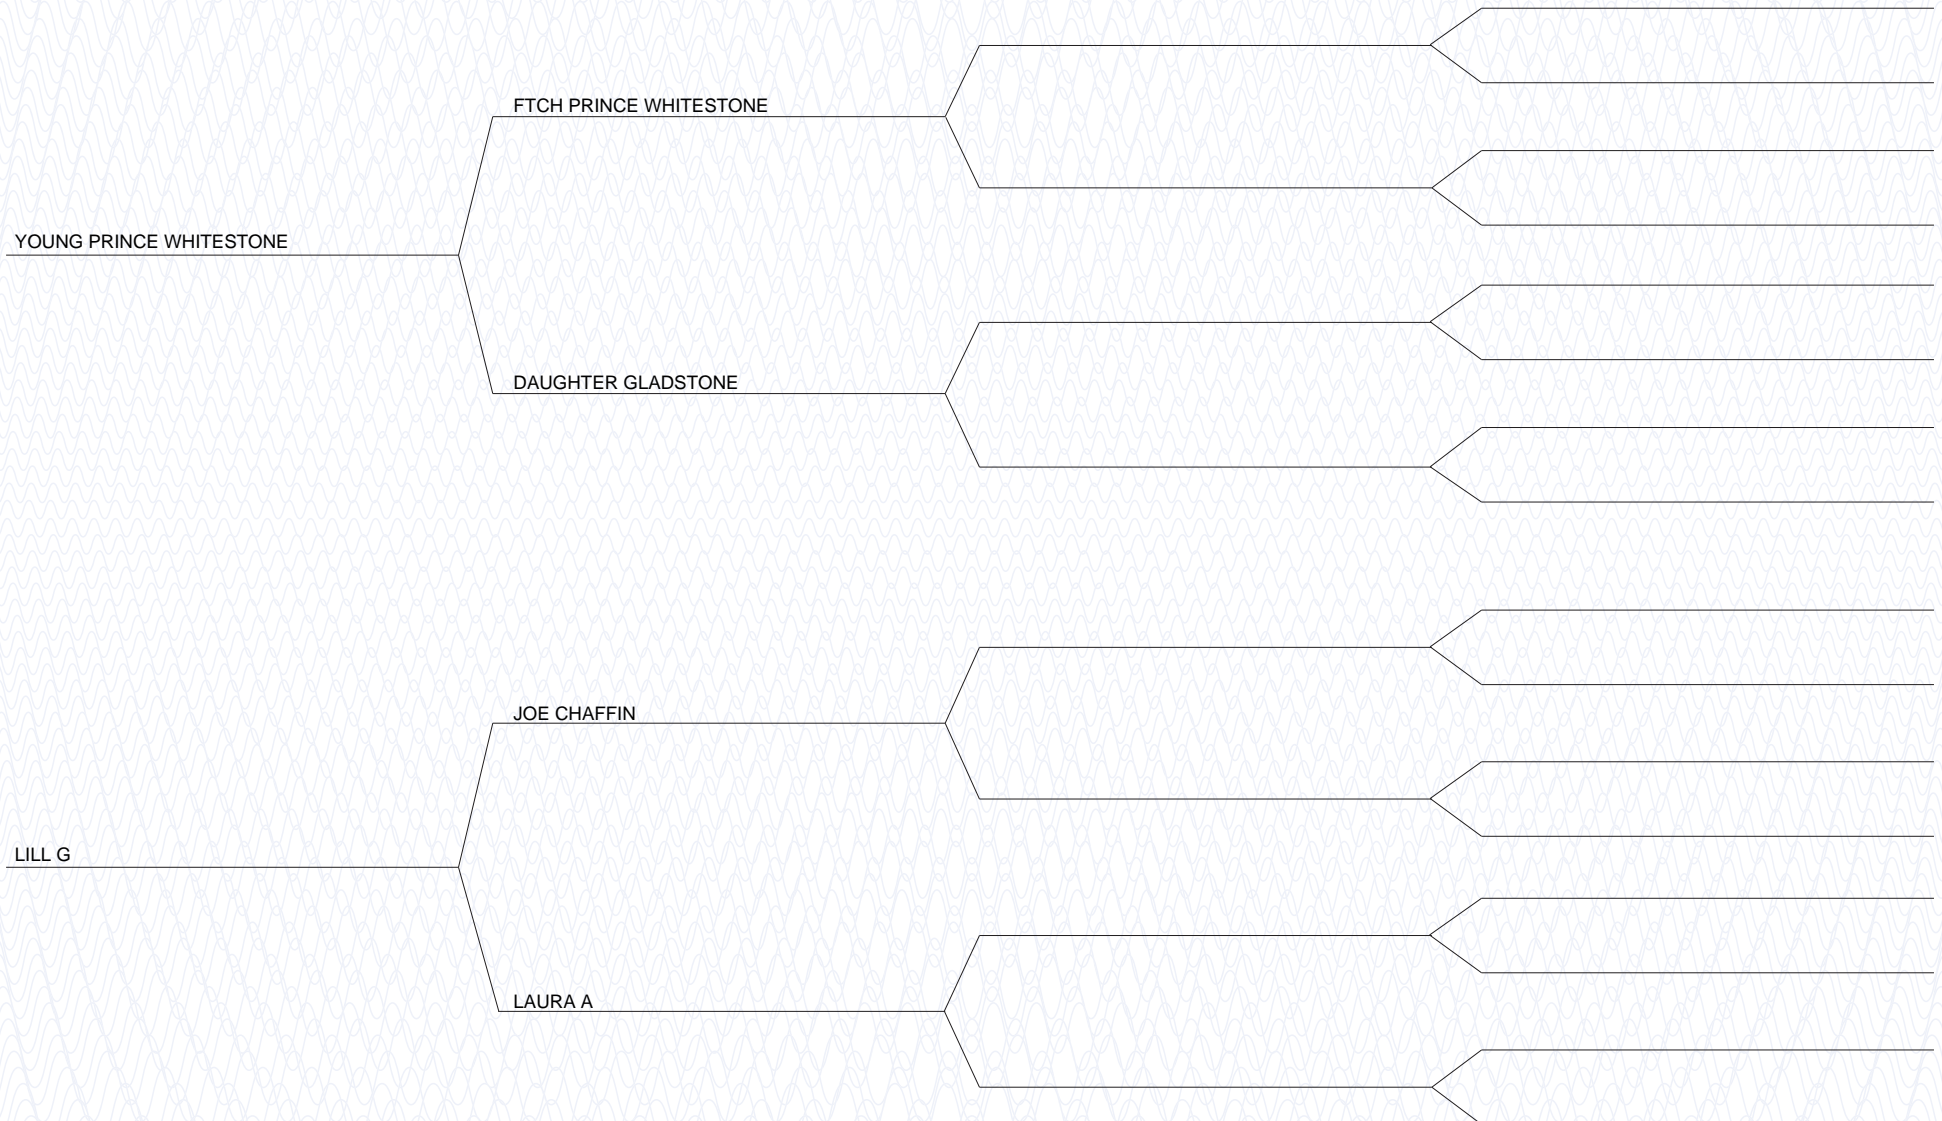 FTCH PRINCE WHITESTONE
YOUNG PRINCE WHITESTONE
DAUGHTER GLADSTONE
JOE CHAFFIN
LILL G
LAURA A